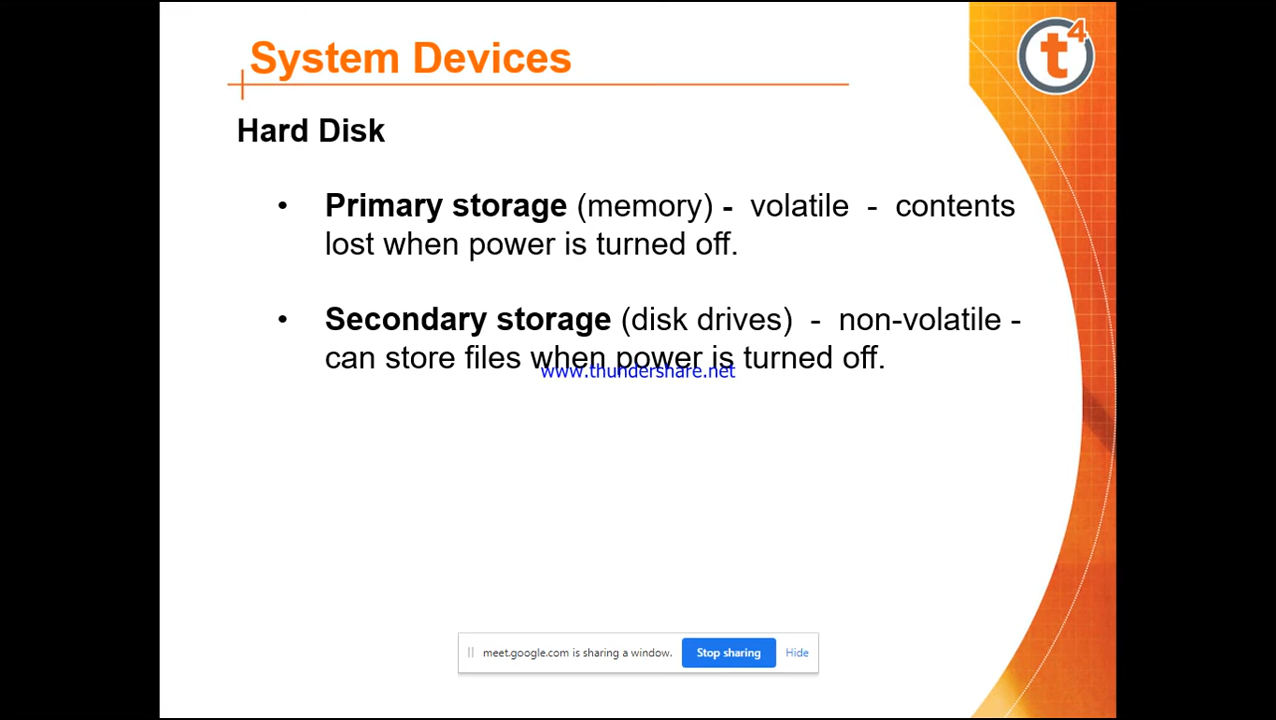 System Devices
t4
Hard Disk
• Primary storage (memory) - volatile - contents
lost when power is turned off.
• Secondary storage (disk drives) - non-volatile -
can store files when power is turned off.
www.thundershare.net
meet.google.com is sharing a window. Stop sharing Hide